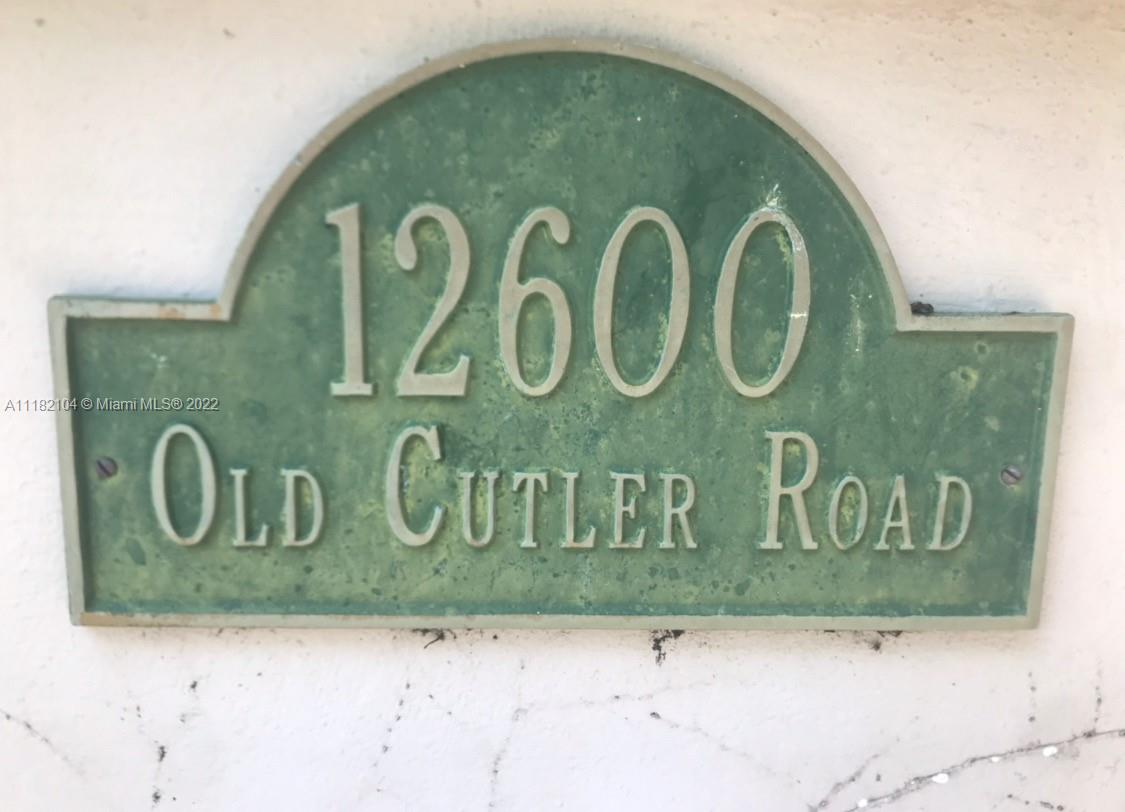 12600
A11182104 © Miami MLS® 2022
OLD CUTLER ROAD